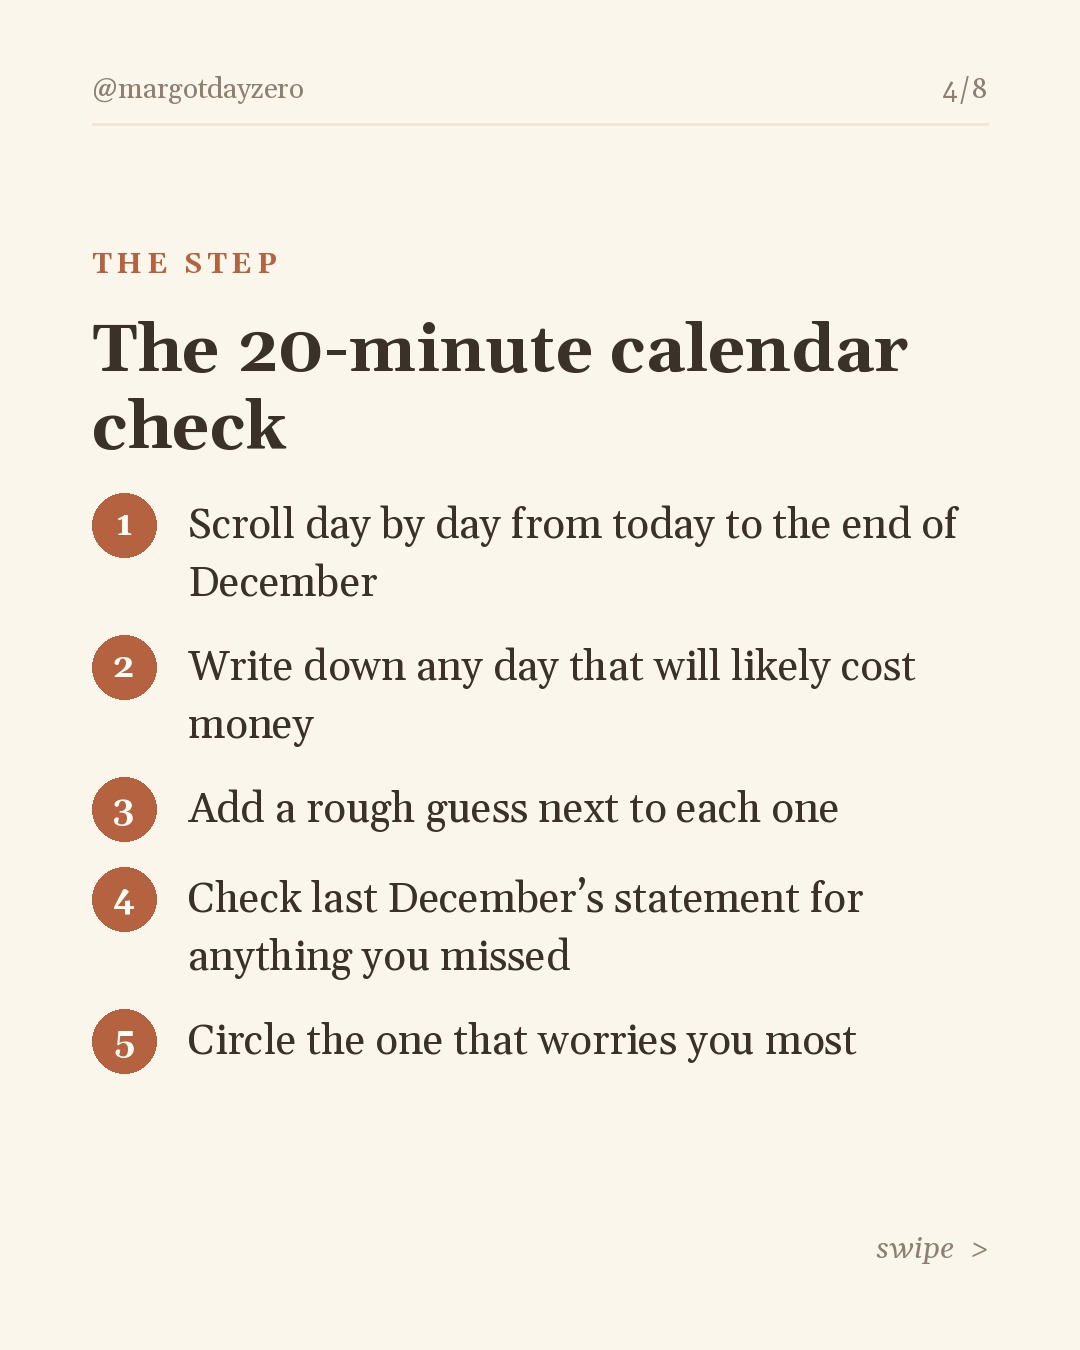 @margotdayzero
4/8
THE STEP
The 20-minute calendar
check
1 Scroll day by day from today to the end of
December
2 Write down any day that will likely cost
money
3 Add a rough guess next to each one
4 Check last December’s statement for
anything you missed
5 Circle the one that worries you most
swipe >